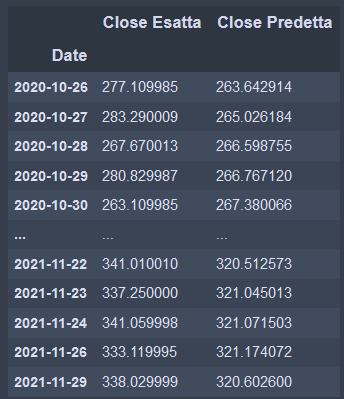 Close Esatta Close Predetta
Date
2020-10-26 277.109985 263.642914
2020-10-27 283.290009 265.026184
2020-10-28 267.670013 266.598755
2020-10-29 280.829987 266.767120
2020-10-30 263.109985 267.380066
... ... ...
2021-11-22 341.010010 320.512573
2021-11-23 337.250000 321.045013
2021-11-24 341.059998 321.071503
2021-11-26 333.119995 321.174072
2021-11-29 338.029999 320.602600